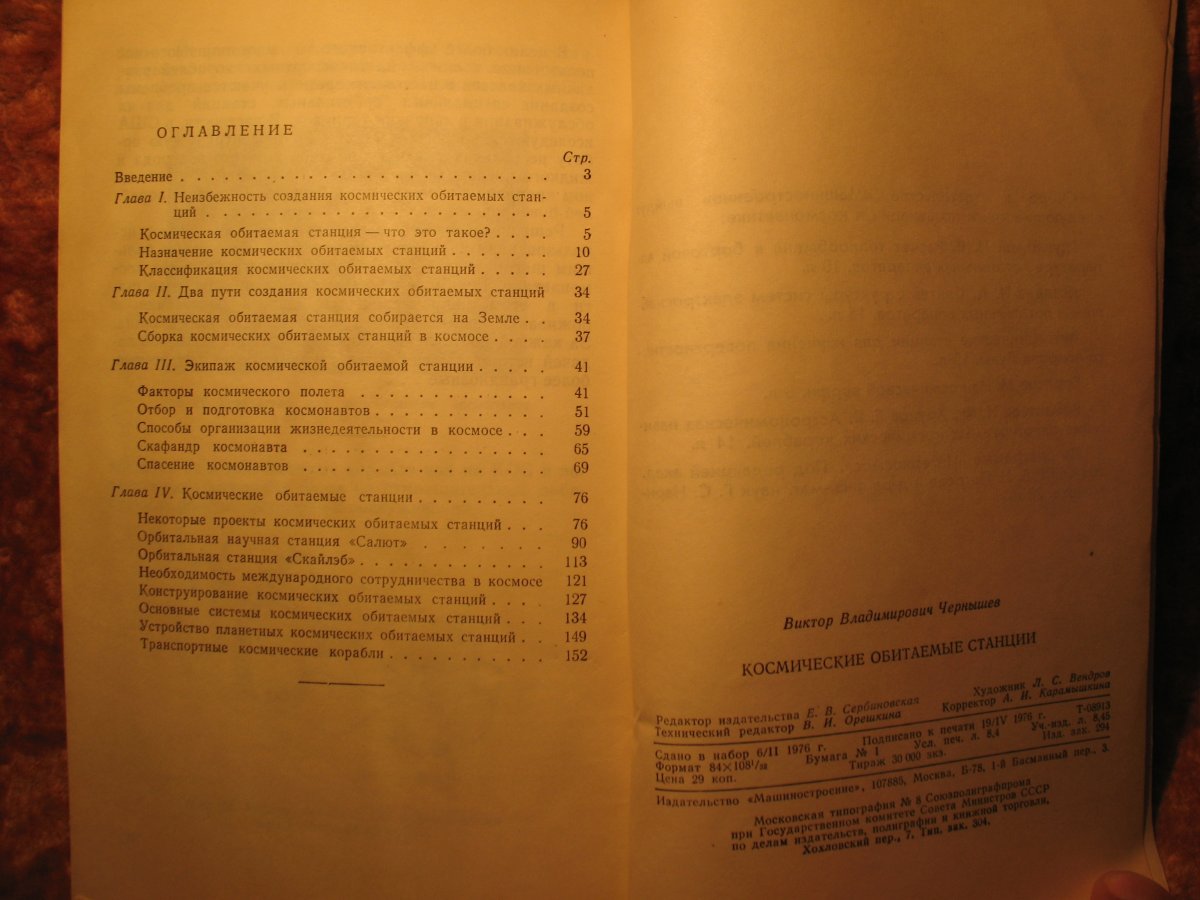 ОГЛАВЛЕНИЕ
Стр.
Введение . . . . . . . . . . . . . . . . . . . . . . . . 3
Глава I. Неизбежность создания космических обитаемых стан-
ций . . . . . . . . . . . . . . . . . . . . . . 5
Космическая обитаемая станция — что это такое? . . . . 5
Назначение космических обитаемых станций . . . . . . . 10
Классификация космических обитаемых станций . . . . . 27
Глава II. Два пути создания космических обитаемых станций 34
Космическая обитаемая станция собирается на Земле . . 34
Сборка космических обитаемых станций в космосе . . . . 37
Глава III. Экипаж космической обитаемой станции . . . . . 41
Факторы космического полета . . . . . . . . . . . . 41
Отбор и подготовка космонавтов . . . . . . . . . . . 51
Способы организации жизнедеятельности в космосе . . . 59
Скафандр космонавта . . . . . . . . . . . . . . . 65
Спасение космонавтов . . . . . . . . . . . . . . . 69
Глава IV. Космические обитаемые станции . . . . . . . . 76
Некоторые проекты космических обитаемых станций . . . 76
Орбитальная научная станция «Салют» . . . . . . . 90
Орбитальная станция «Скайлэб» . . . . . . . . . . . 113
Необходимость международного сотрудничества в космосе 121
Конструирование космических обитаемых станций . . . . 127
Основные системы космических обитаемых станций . . . 134
Устройство планетных космических обитаемых станций . . 149
Транспортные космические корабли . . . . . . . . . . 152
Виктор Владимирович Чернышев
КОСМИЧЕСКИЕ ОБИТАЕМЫЕ СТАНЦИИ
Редактор издательства Е. В. Сербиновская Художник Л. С. Вендров
Технический редактор В. И. Орешкина Корректор А. И. Карамышкина
Сдано в набор 6/II 1976 г. Подписано к печати 19/IV 1976 г. Т-08913
Формат 84×108¹/₃₂ Бумага № 1 Усл. печ. л. 8,4 Уч.-изд. л. 8,45
Цена 29 коп. Тираж 30 000 экз. Изд. зак. 294
Издательство «Машиностроение», 107885, Москва, Б-78, 1-й Басманный пер., 3.
Московская типография № 8 Союзполиграфпрома
при Государственном комитете Совета Министров СССР
по делам издательств, полиграфии и книжной торговли,
Хохловский пер., 7. Тип. зак. 304.